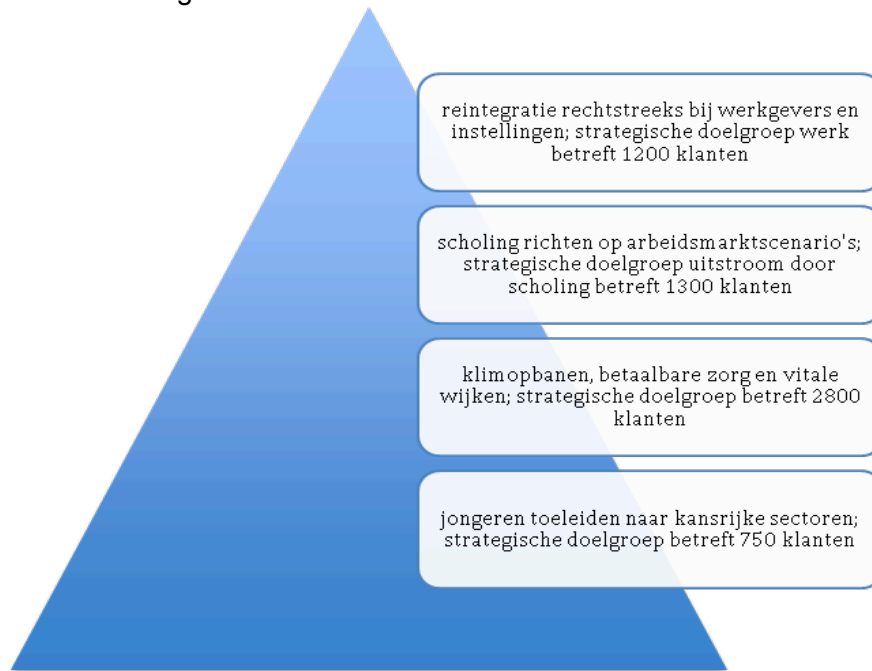 reintegratie rechtstreeks bij werkgevers en
instellingen; strategische doelgroep werk
betreft 1200 klanten
scholing richten op arbeidsmarktscenario's;
strategische doelgroep uitstroom door
scholing betreft 1300 klanten
klimopbanen, betaalbare zorg en vitale
wijken; strategische doelgroep betreft 2800
klanten
jongeren toeleiden naar kansrijke sectoren;
strategische doelgroep betreft 750 klanten